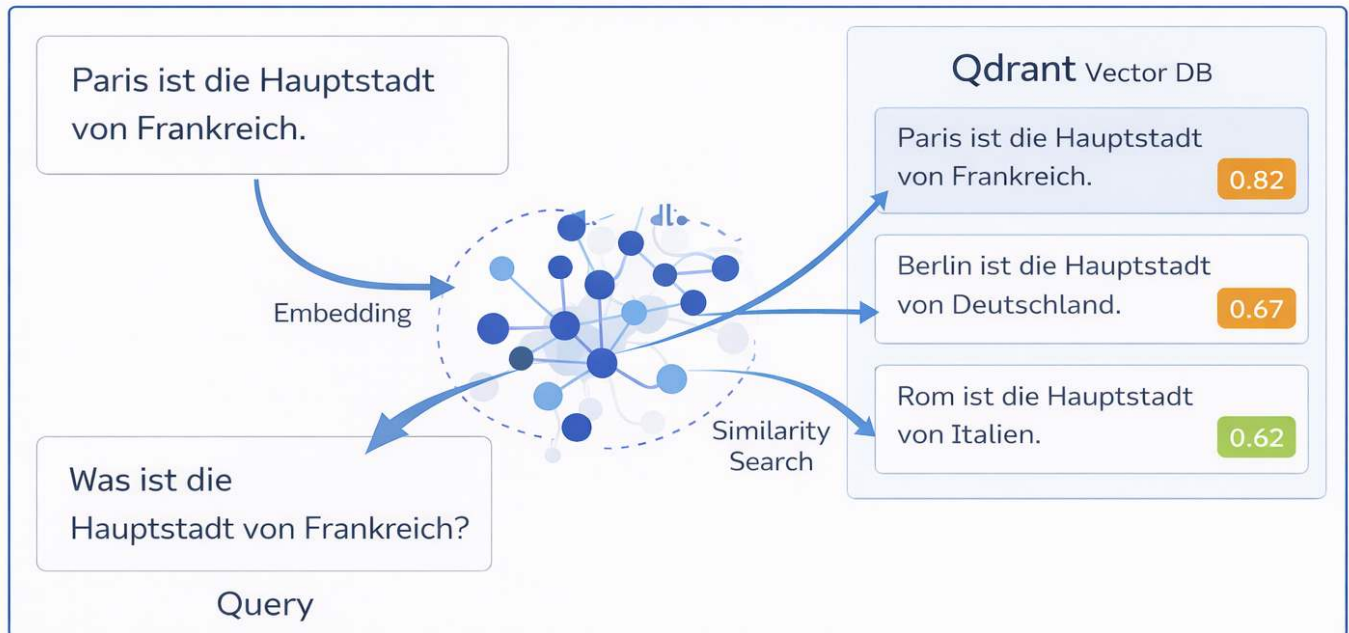 Paris ist die Hauptstadt
von Frankreich.
Embedding
Was ist die
Hauptstadt von Frankreich?
Query
Similarity
Search
Qdrant Vector DB
Paris ist die Hauptstadt
von Frankreich.
0.82
Berlin ist die Hauptstadt
von Deutschland.
0.67
Rom ist die Hauptstadt
von Italien.
0.62